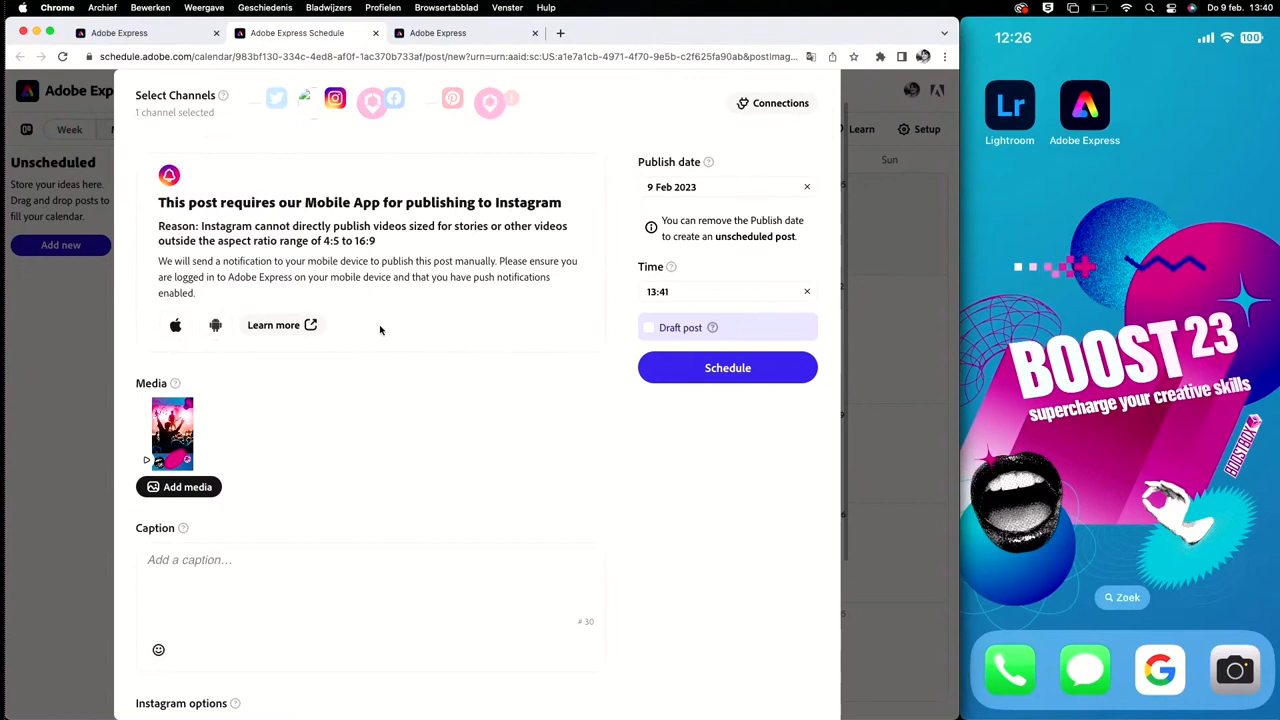 Chrome Archief Bewerken Weergave Geschiedenis Bladwijzers Profielen Browsertabblad Venster Help
Do 9 feb. 13:40
Adobe Express
Adobe Express Schedule
Adobe Express
schedule.adobe.com/calendar/983bf130-334c-4ed8-af0f-1ac370b733af/post/new?urn=urn:aaid:sc:US:a1e7a1cb-4971-4f70-9e5b-c2f625fa90ab&postImag...
Adobe Exp
Week
Learn
Setup
Sun
Unscheduled
Store your ideas here.
Drag and drop posts to
fill your calendar.
Add new
Select Channels
1 channel selected
Connections
This post requires our Mobile App for publishing to Instagram
Reason: Instagram cannot directly publish videos sized for stories or other videos
outside the aspect ratio range of 4:5 to 16:9
We will send a notification to your mobile device to publish this post manually. Please ensure you
are logged in to Adobe Express on your mobile device and that you have push notifications
enabled.
Learn more
Media
Add media
Caption
Add a caption...
# 30
Instagram options
Publish date
9 Feb 2023
You can remove the Publish date
to create an unscheduled post.
Time
13:41
Draft post
Schedule
12:26
100
Lr
Lightroom
Adobe Express
BOOST 23
supercharge your creative skills
BOOSTBOX
Zoek